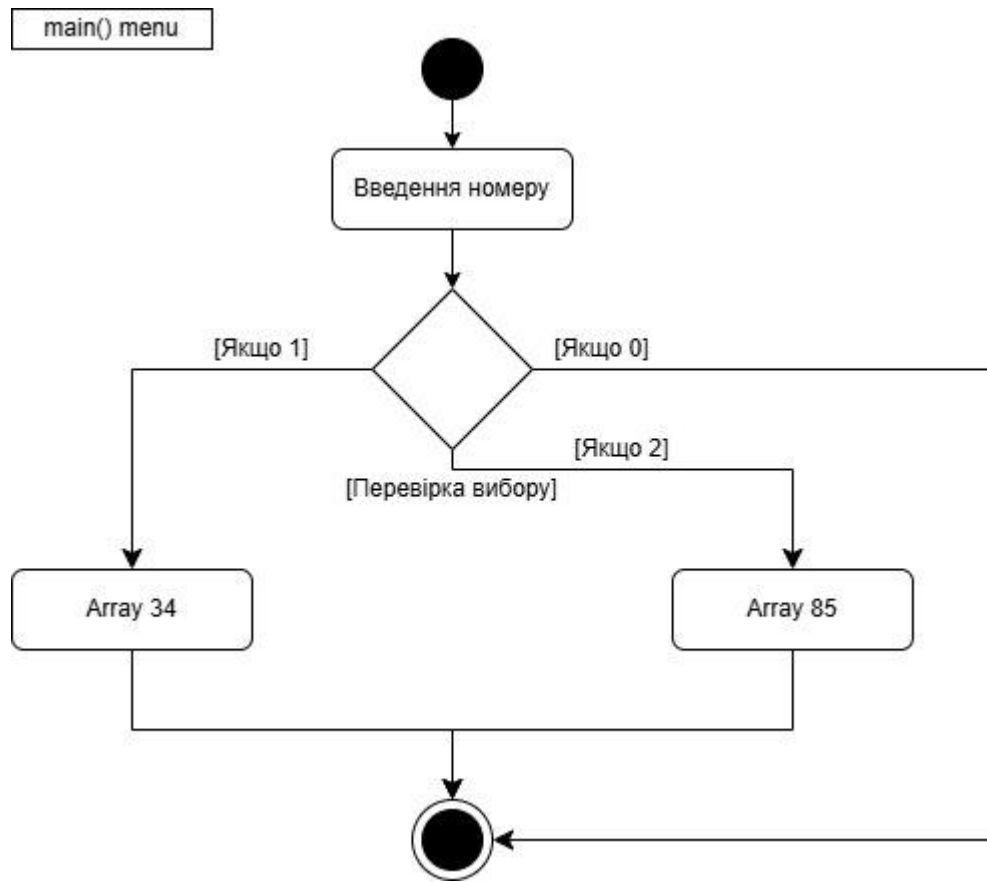 main() menu
Введення номеру
[Якщо 1]
[Якщо 0]
[Якщо 2]
[Перевірка вибору]
Array 34
Array 85